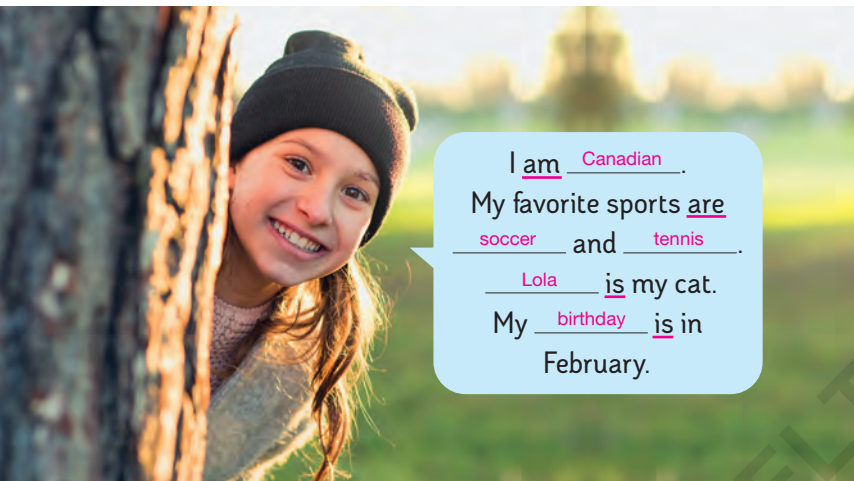 I am Canadian.
My favorite sports are
soccer and tennis.
Lola is my cat.
My birthday is in
February.